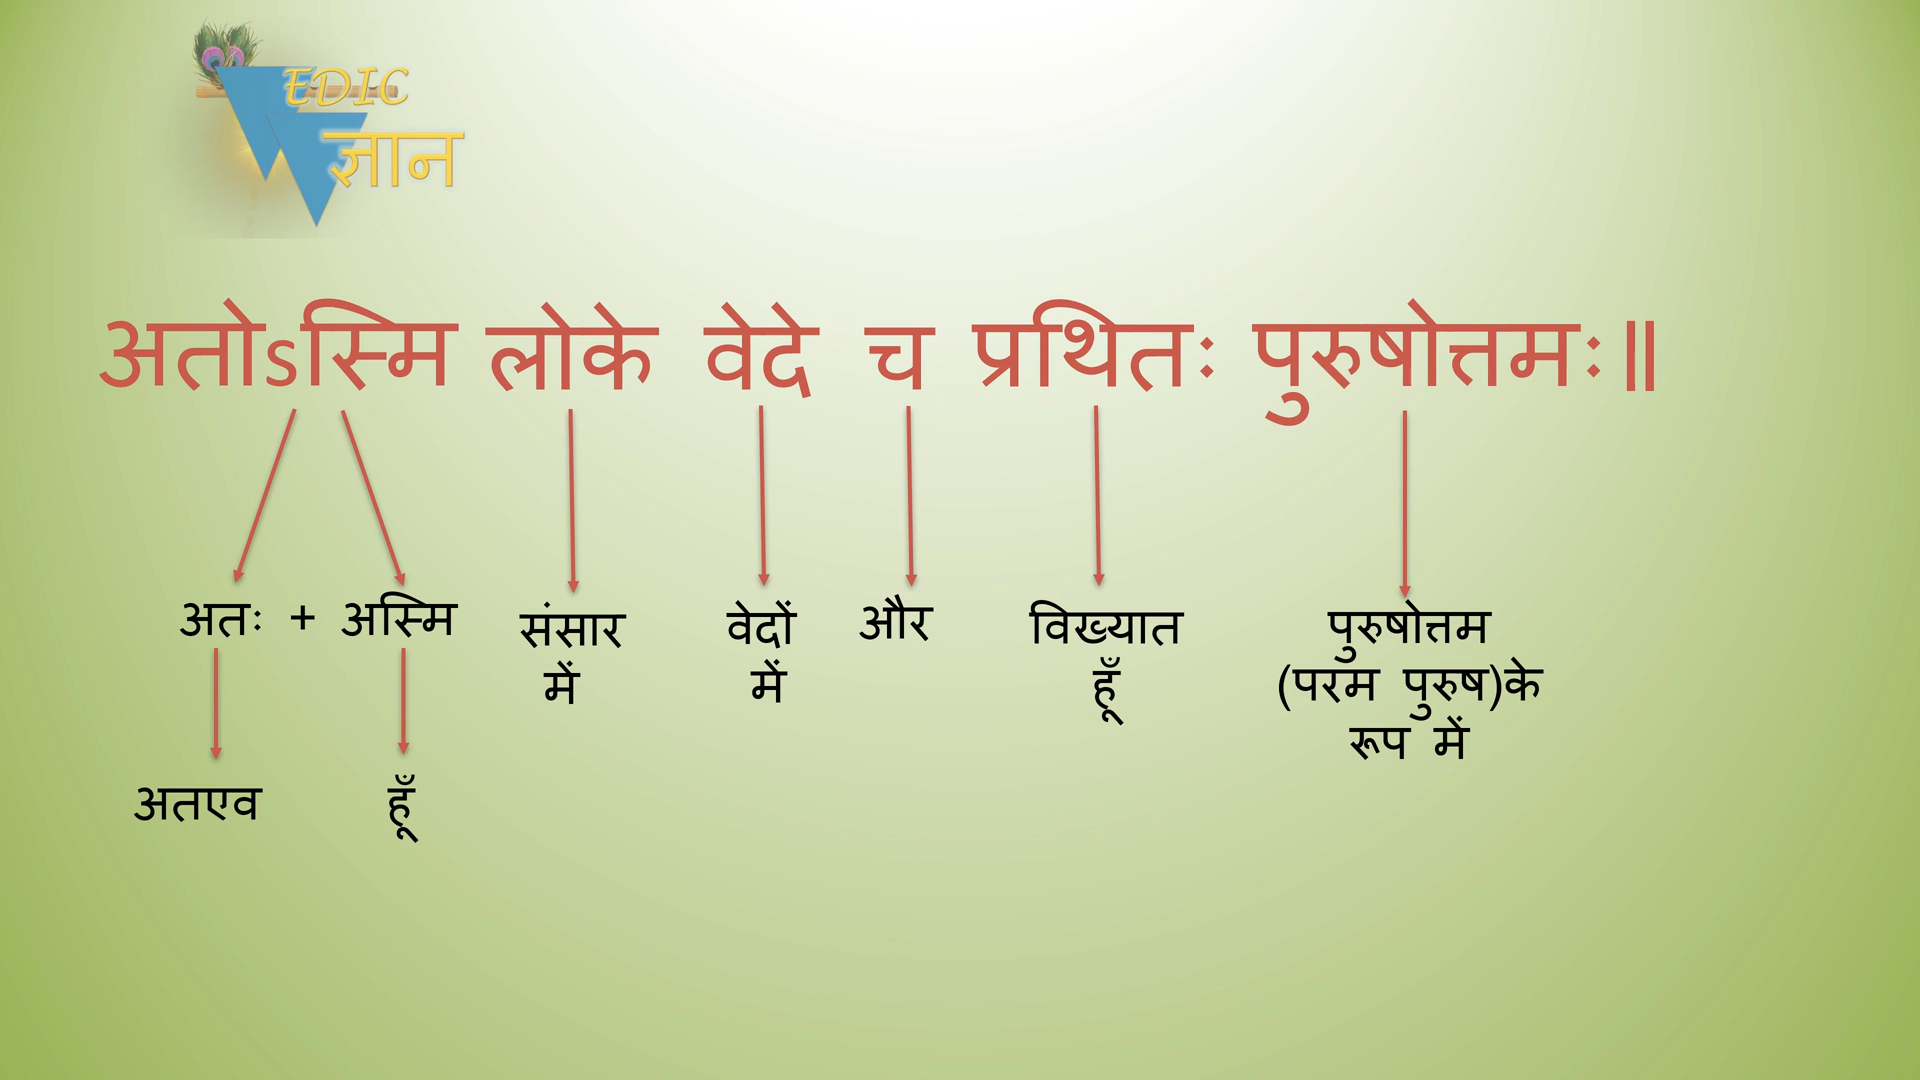 EDIC
ज्ञान
अतोऽस्मि लोके वेदे च प्रथितः पुरुषोत्तमः॥
अतः + अस्मि
संसार
में
वेदों
में
और
विख्यात
हूँ
पुरुषोत्तम
(परम पुरुष)के
रूप में
अतएव
हूँ